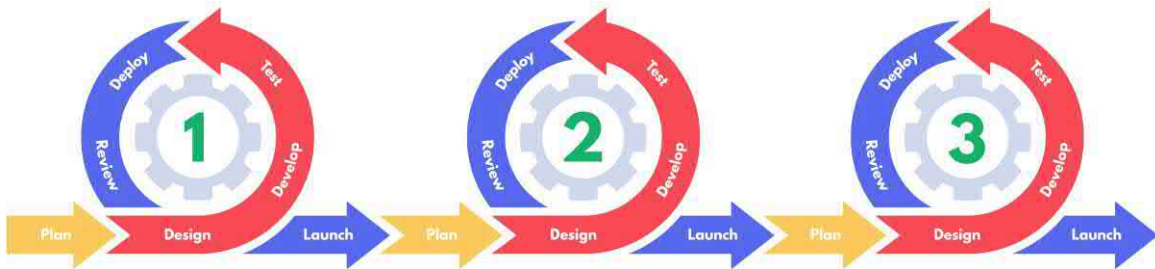 Plan
Design
Develop
Test
Deploy
Review
1
Launch
Plan
Design
Develop
Test
Deploy
Review
2
Launch
Plan
Design
Develop
Test
Deploy
Review
3
Launch